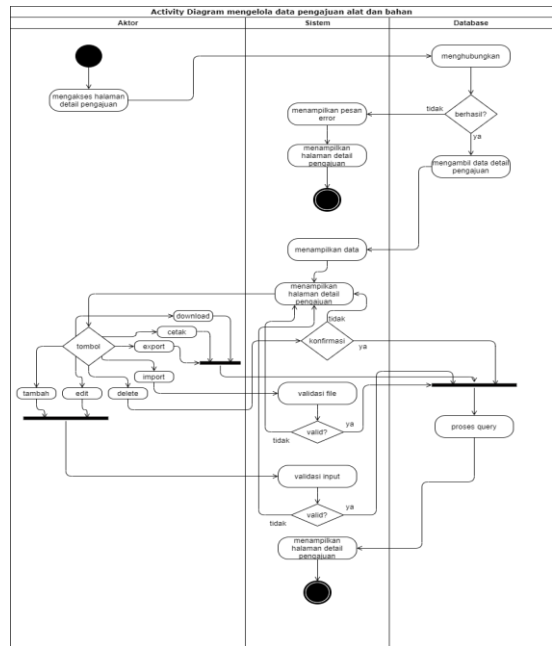 Activity Diagram mengelola data pengajuan alat dan bahan
Aktor
Sistem
Database
menghubungkan
mengakses halaman
detail pengajuan
berhasil?
tidak
ya
menampilkan pesan
error
menampilkan
halaman detail
pengajuan
mengambil data detail
pengajuan
menampilkan data
menampilkan
halaman detail
pengajuan
tidak
download
cetak
tombol
export
import
konfirmasi
ya
tambah
edit
delete
validasi file
ya
valid?
tidak
proses query
validasi input
ya
valid?
tidak
menampilkan
halaman detail
pengajuan